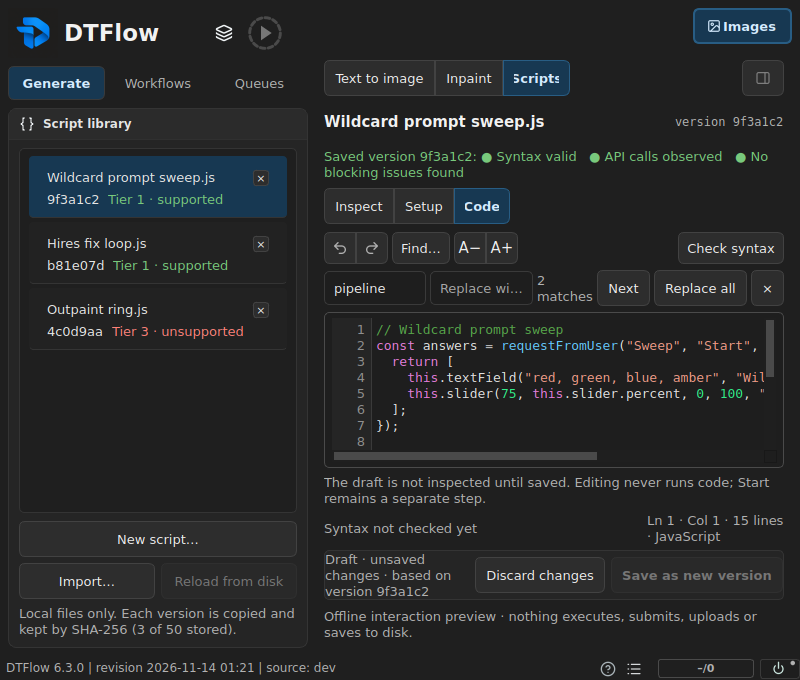 DTFlow
Images
Generate
Workflows
Queues
Text to image
Inpaint
Scripts
{ } Script library
Wildcard prompt sweep.js
9f3a1c2 Tier 1 · supported
Hires fix loop.js
b81e07d Tier 1 · supported
Outpaint ring.js
4c0d9aa Tier 3 · unsupported
New script…
Import…
Reload from disk
Local files only. Each version is copied and
kept by SHA-256 (3 of 50 stored).
Wildcard prompt sweep.js
version 9f3a1c2
Saved version 9f3a1c2: ● Syntax valid ● API calls observed ● No
blocking issues found
Inspect
Setup
Code
Find…
A−
A+
Check syntax
pipeline
Replace wi…
2
matches
Next
Replace all
×
1 // Wildcard prompt sweep
2 const answers = requestFromUser("Sweep", "Start",
3 return [
4 this.textField("red, green, blue, amber", "Wil
5 this.slider(75, this.slider.percent, 0, 100, "
6 ];
7 });
8
The draft is not inspected until saved. Editing never runs code; Start
remains a separate step.
Syntax not checked yet
Ln 1 · Col 1 · 15 lines
· JavaScript
Draft · unsaved
changes · based on
version 9f3a1c2
Discard changes
Save as new version
Offline interaction preview · nothing executes, submits, uploads or
saves to disk.
DTFlow 6.3.0 | revision 2026-11-14 01:21 | source: dev
–/0